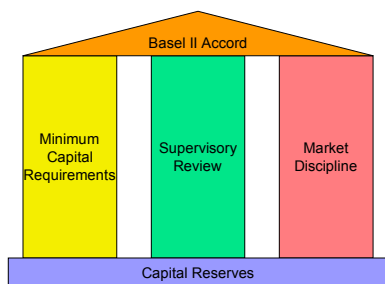 Basel II Accord
Minimum
Capital
Requirements
Supervisory
Review
Market
Discipline
Capital Reserves